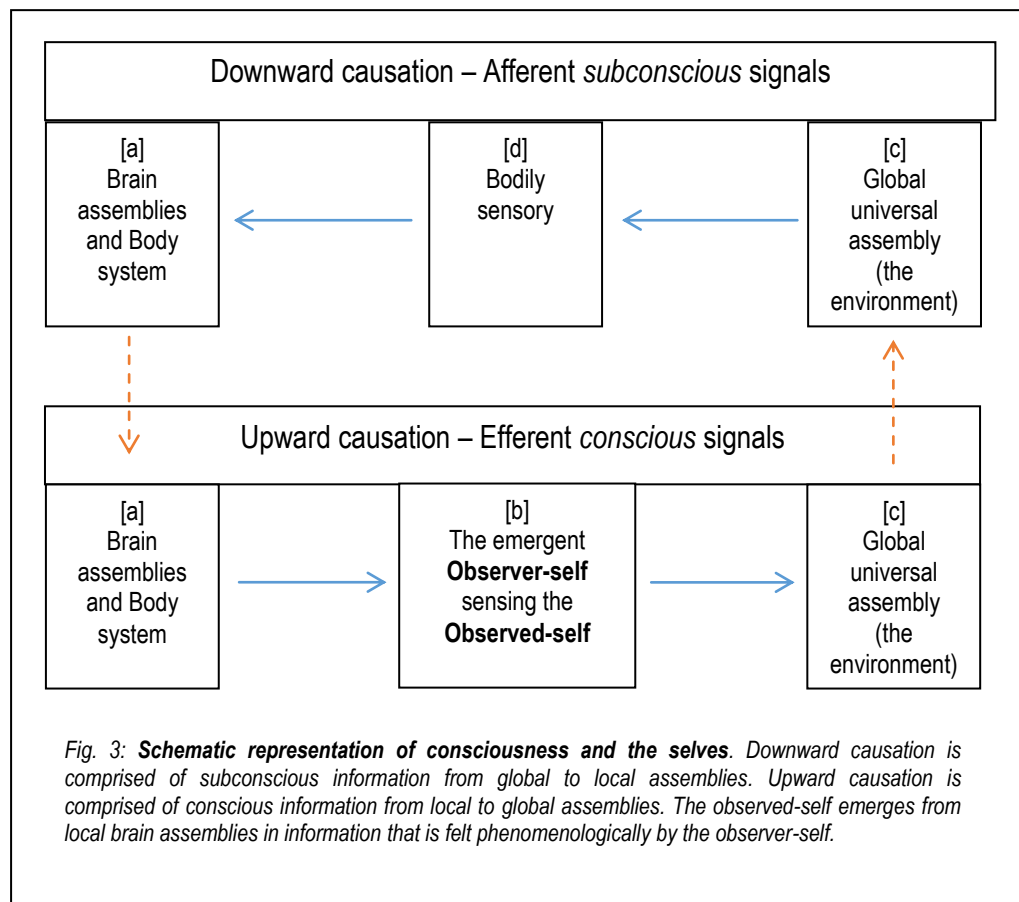 Downward causation – Afferent subconscious signals
[a]
Brain
assemblies
and Body
system
[d]
Bodily
sensory
[c]
Global
universal
assembly
(the
environment)
Upward causation – Efferent conscious signals
[a]
Brain
assemblies
and Body
system
[b]
The emergent
Observer-self
sensing the
Observed-self
[c]
Global
universal
assembly
(the
environment)
Fig. 3: Schematic representation of consciousness and the selves. Downward causation is
comprised of subconscious information from global to local assemblies. Upward causation is
comprised of conscious information from local to global assemblies. The observed-self emerges from
local brain assemblies in information that is felt phenomenologically by the observer-self.